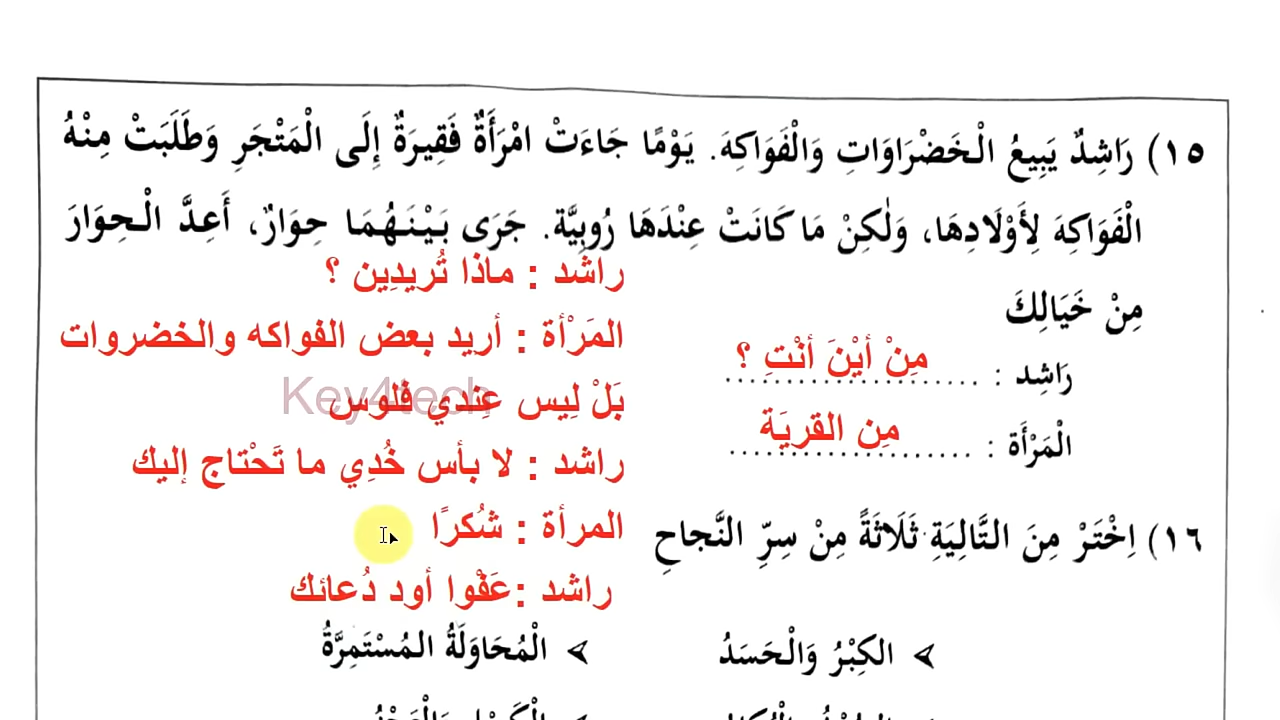 ١٥) رَاشِدٌ يَبِيعُ الْخَضْرَاوَاتِ وَالْفَوَاكِهَ. يَوْمًا جَاءَتْ امْرَأَةٌ فَقِيرَةٌ إِلَى الْمَتْجَرِ وَطَلَبَتْ مِنْهُ
الْفَوَاكِهَ لِأَوْلَادِهَا، وَلٰكِنْ مَا كَانَتْ عِنْدَهَا رُوبِيَّة. جَرَى بَيْنَهُمَا حِوَارٌ، أَعِدَّ الْحِوَارَ
مِنْ خَيَالِكَ
رَاشِد : مِنْ أيْنَ أنْتِ ؟
الْمَرْأَة : مِن القريَة
راشد : ماذا تُريدِين ؟
المَرْأة : أريد بعض الفواكه والخضروات
بَلْ لِيس عِندي فلوس
Key4tech
راشد : لا بأس خُدِي ما تَحْتاج إليك
المرأة : شُكرًا
راشد :عَفْوا أود دُعائك
١٦) اِخْتَرْ مِنَ التَّالِيَةِ ثَلَاثَةً مِنْ سِرِّ النَّجاحِ
الكِبْرُ وَالْحَسَدُ
الْمُحَاوَلَةُ المُسْتَمِرَّةُ